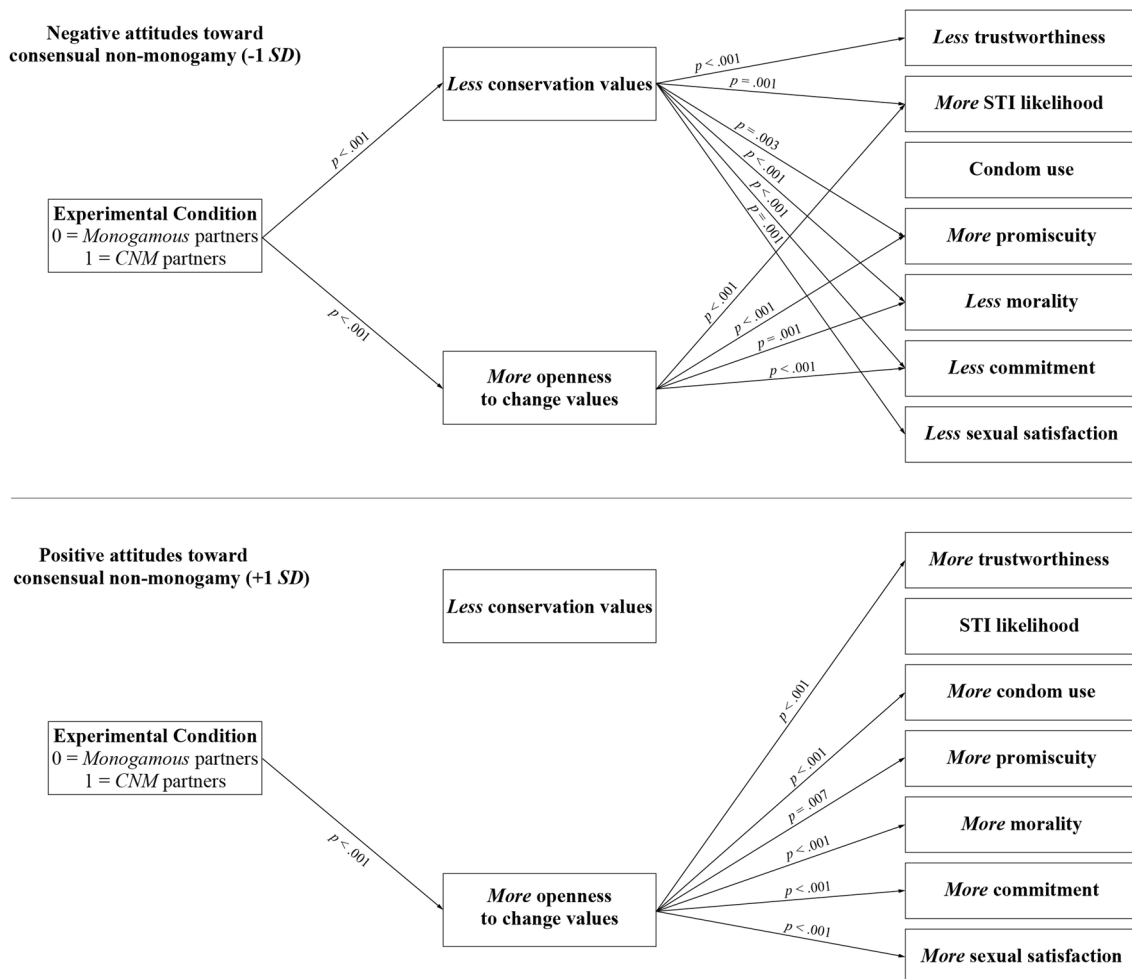 Negative attitudes toward
consensual non-monogamy (-1 SD)
Less conservation values
Less trustworthiness
p < .001
p = .001
More STI likelihood
p < .001
p = .003
p < .001
p < .001
p = .001
Condom use
Experimental Condition
0 = Monogamous partners
1 = CNM partners
More promiscuity
p < .001
p < .001
p < .001
p = .001
p < .001
Less morality
More openness
to change values
Less commitment
Less sexual satisfaction
Positive attitudes toward
consensual non-monogamy (+1 SD)
Less conservation values
More trustworthiness
STI likelihood
p < .001
More condom use
Experimental Condition
0 = Monogamous partners
1 = CNM partners
More promiscuity
p < .001
p = .007
p < .001
p < .001
More morality
More openness
to change values
p < .001
More commitment
p < .001
More sexual satisfaction